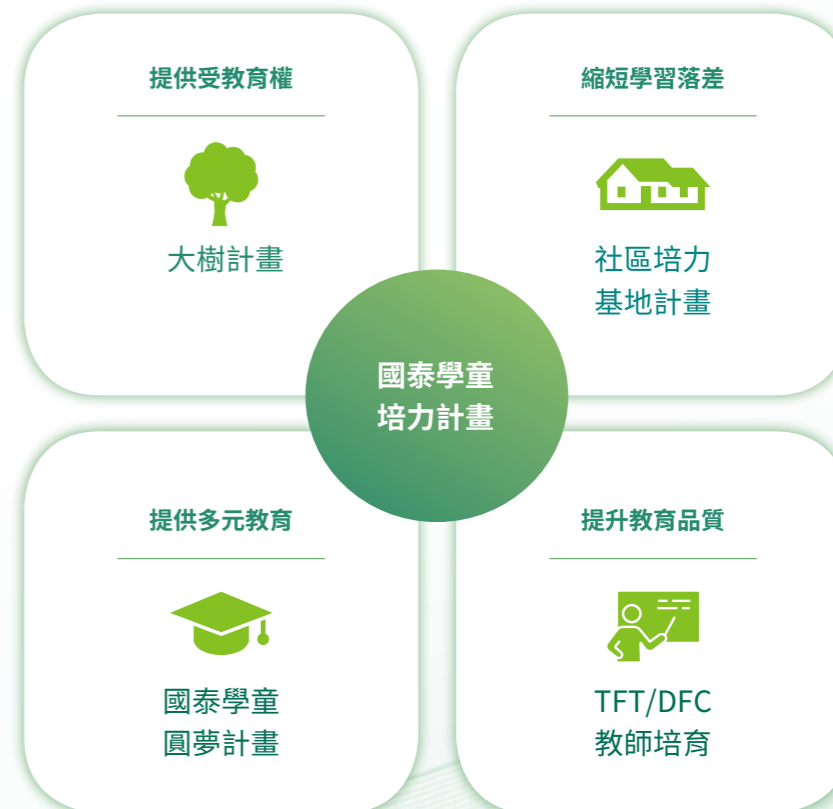 提供受教育權
大樹計畫
縮短學習落差
社區培力
基地計畫
國泰學童
培力計畫
提供多元教育
國泰學童
圓夢計畫
提升教育品質
TFT/DFC
教師培育